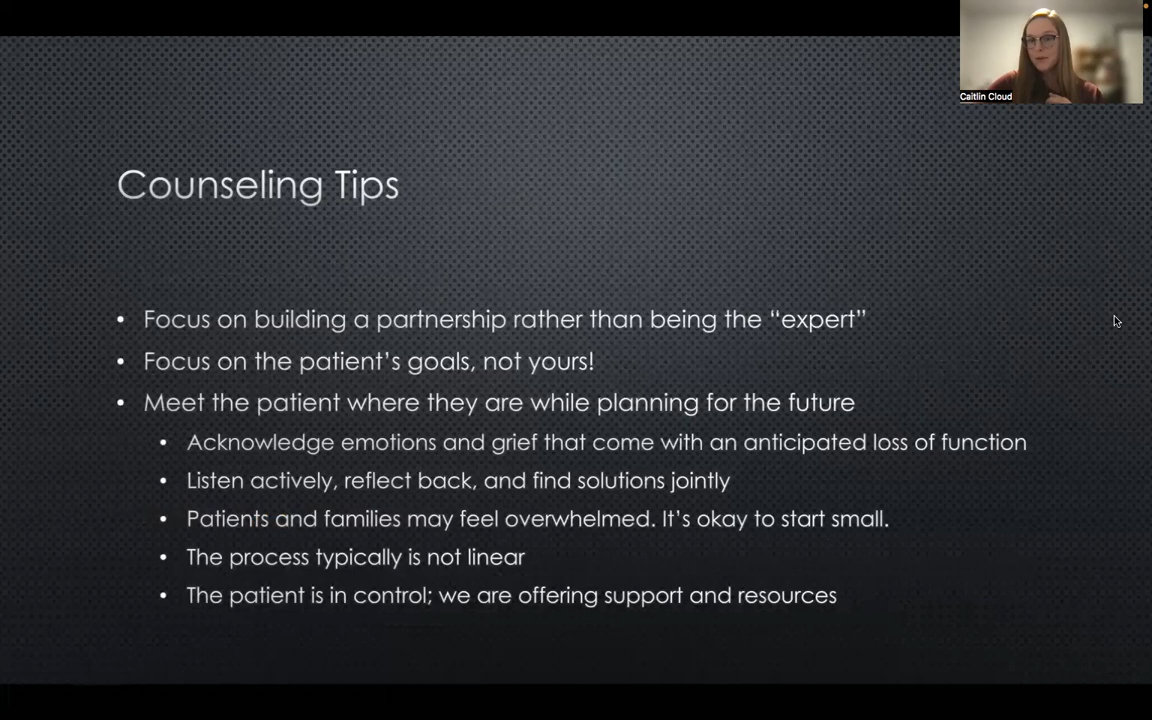 Caitlin Cloud
Counseling Tips
• Focus on building a partnership rather than being the “expert”
• Focus on the patient’s goals, not yours!
• Meet the patient where they are while planning for the future
• Acknowledge emotions and grief that come with an anticipated loss of function
• Listen actively, reflect back, and find solutions jointly
• Patients and families may feel overwhelmed. It’s okay to start small.
• The process typically is not linear
• The patient is in control; we are offering support and resources